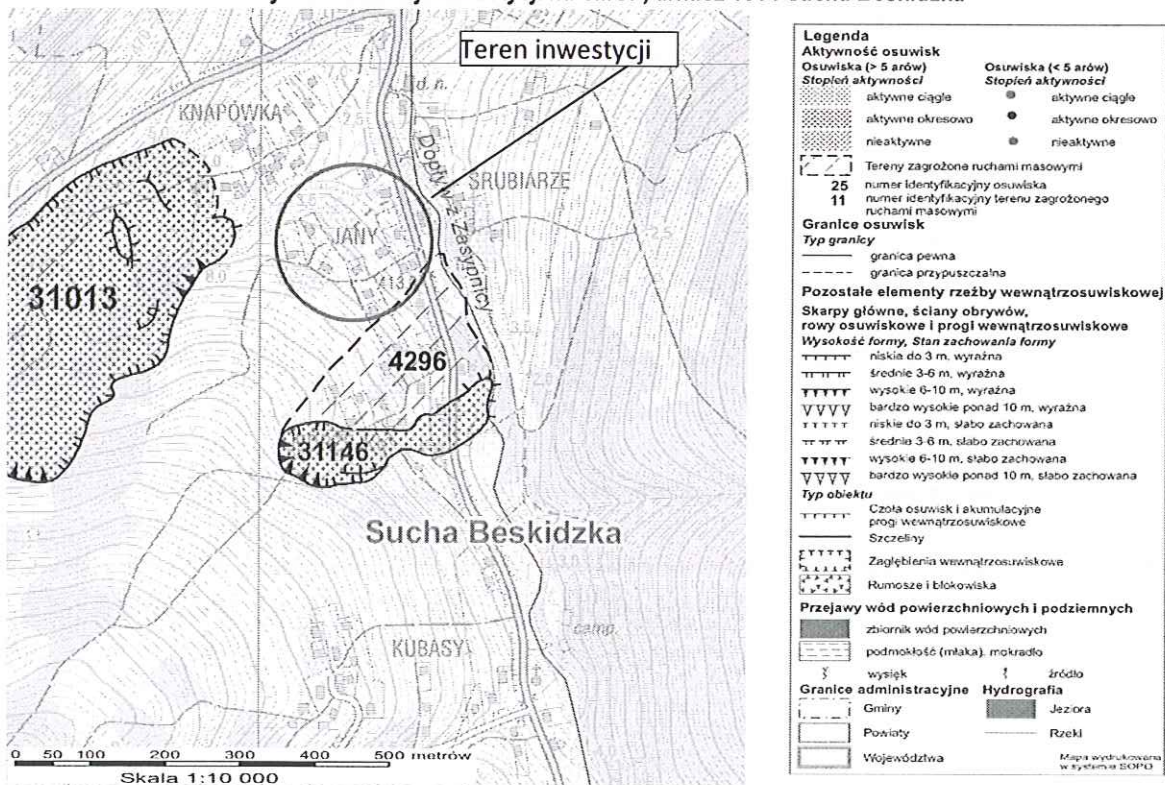 Teren inwestycji
d. n.
KNAPÓWKA
Dopływ z Zasypnicy
SRUBIARZE
JANY
413,
31013
4296
31146
Sucha Beskidzka
camp.
KUBASY
0 50 100 200 300 400 500 metrów
Skala 1:10 000
Legenda
Aktywność osuwisk
Osuwiska (> 5 arów) Osuwiska (< 5 arów)
Stopień aktywności Stopień aktywności
aktywne ciągle aktywne ciągle
aktywne okresowo aktywne okresowo
nieaktywne nieaktywne
Tereny zagrożone ruchami masowymi
25 numer identyfikacyjny osuwiska
11 numer identyfikacyjny terenu zagrożonego
ruchami masowymi
Granice osuwisk
Typ granicy
granica pewna
granica przypuszczalna
Pozostałe elementy rzeźby wewnątrzosuwiskowej
Skarpy główne, ściany obrywów,
rowy osuwiskowe i progi wewnątrzosuwiskowe
Wysokość formy, Stan zachowania formy
niskie do 3 m, wyraźna
średnie 3-6 m, wyraźna
wysokie 6-10 m, wyraźna
bardzo wysokie ponad 10 m, wyraźna
niskie do 3 m, słabo zachowana
średnie 3-6 m, słabo zachowana
wysokie 6-10 m, słabo zachowana
bardzo wysokie ponad 10 m, słabo zachowana
Typ obiektu
Czoła osuwisk i akumulacyjne
progi wewnątrzosuwiskowe
Szczeliny
Zagłębienia wewnątrzosuwiskowe
Rumosze i blokowiska
Przejawy wód powierzchniowych i podziemnych
zbiornik wód powierzchniowych
podmokłość (młaka), mokradło
wysięk źródło
Granice administracyjne Hydrografia
Gminy Jeziora
Powiaty Rzeki
Województwa
Mapa wydrukowana
w systemie SOPO